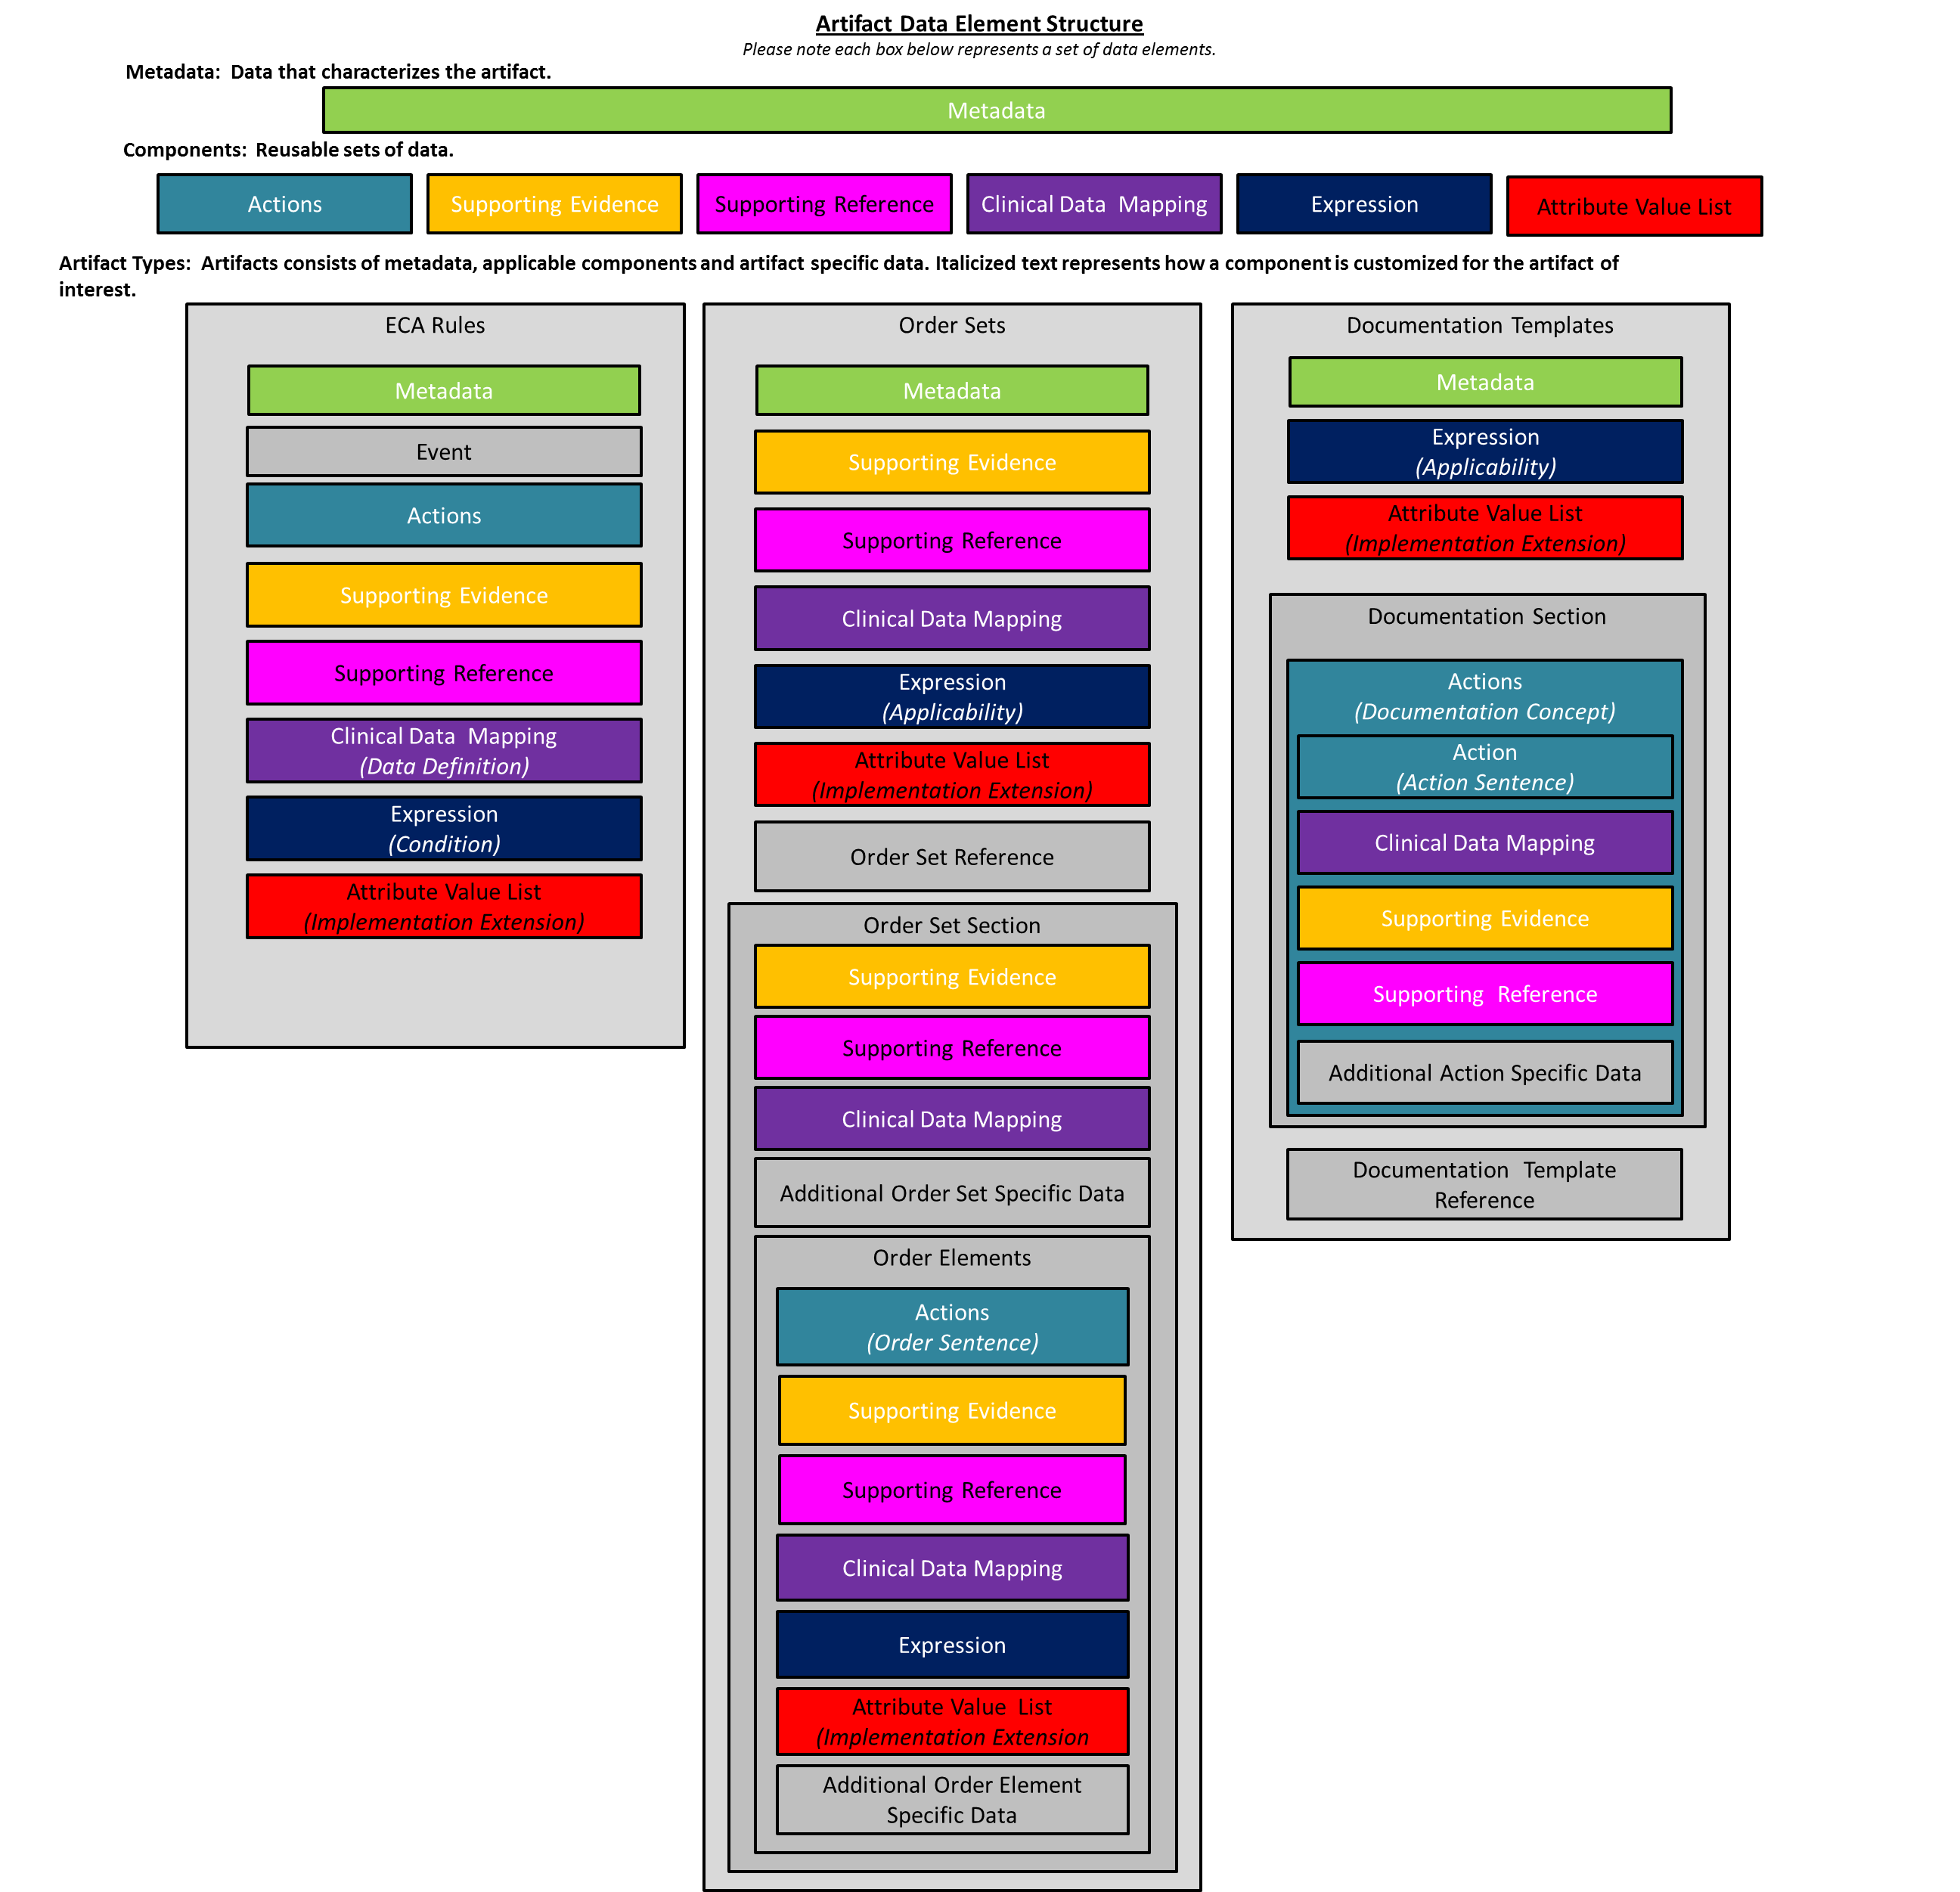 Artifact Data Element Structure
Please note each box below represents a set of data elements.
Metadata:  Data that characterizes the artifact.
Metadata
Components:  Reusable sets of data.
Actions
Supporting Evidence
Supporting Reference
Clinical Data  Mapping
Expression
Attribute Value List
Artifact Types:  Artifacts consists of metadata, applicable components and artifact specific data. Italicized text represents how a component is customized for the artifact of
interest.
ECA Rules
Metadata
Event
Actions
Supporting Evidence
Supporting Reference
Clinical Data  Mapping
(Data Definition)
Expression
(Condition)
Attribute Value List
(Implementation Extension)
Order Sets
Metadata
Supporting Evidence
Supporting Reference
Clinical Data Mapping
Expression
(Applicability)
Attribute Value List
(Implementation Extension)
Order Set Reference
Order Set Section
Supporting Evidence
Supporting Reference
Clinical Data Mapping
Additional Order Set Specific Data
Order Elements
Actions
(Order Sentence)
Supporting Evidence
Supporting Reference
Clinical Data Mapping
Expression
Attribute Value  List
(Implementation Extension
Additional Order Element
Specific Data
Documentation Templates
Metadata
Expression
(Applicability)
Attribute Value List
(Implementation Extension)
Documentation Section
Actions
(Documentation Concept)
Action
(Action Sentence)
Clinical Data Mapping
Supporting Evidence
Supporting  Reference
Additional Action Specific Data
Documentation  Template
Reference